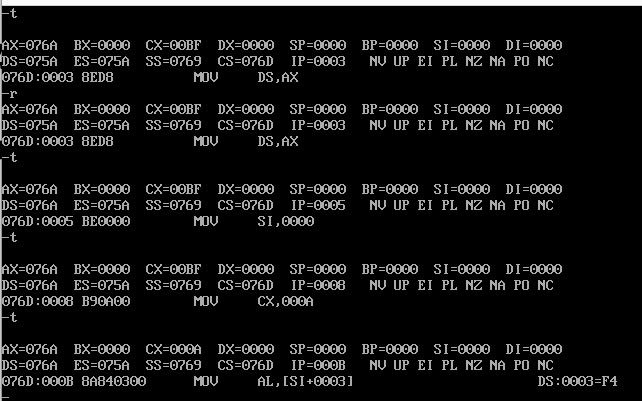 -t
AX=076A BX=0000 CX=00BF DX=0000 SP=0000 BP=0000 SI=0000 DI=0000
DS=075A ES=075A SS=0769 CS=076D IP=0003 NV UP EI PL NZ NA PO NC
076D:0003 8ED8 MOV DS,AX
-r
AX=076A BX=0000 CX=00BF DX=0000 SP=0000 BP=0000 SI=0000 DI=0000
DS=075A ES=075A SS=0769 CS=076D IP=0003 NV UP EI PL NZ NA PO NC
076D:0003 8ED8 MOV DS,AX
-t
AX=076A BX=0000 CX=00BF DX=0000 SP=0000 BP=0000 SI=0000 DI=0000
DS=076A ES=075A SS=0769 CS=076D IP=0005 NV UP EI PL NZ NA PO NC
076D:0005 BE0000 MOV SI,0000
-t
AX=076A BX=0000 CX=00BF DX=0000 SP=0000 BP=0000 SI=0000 DI=0000
DS=076A ES=075A SS=0769 CS=076D IP=0008 NV UP EI PL NZ NA PO NC
076D:0008 B90A00 MOV CX,000A
-t
AX=076A BX=0000 CX=000A DX=0000 SP=0000 BP=0000 SI=0000 DI=0000
DS=076A ES=075A SS=0769 CS=076D IP=000B NV UP EI PL NZ NA PO NC
076D:000B 8A840300 MOV AL,[SI+0003] DS:0003=F4
-